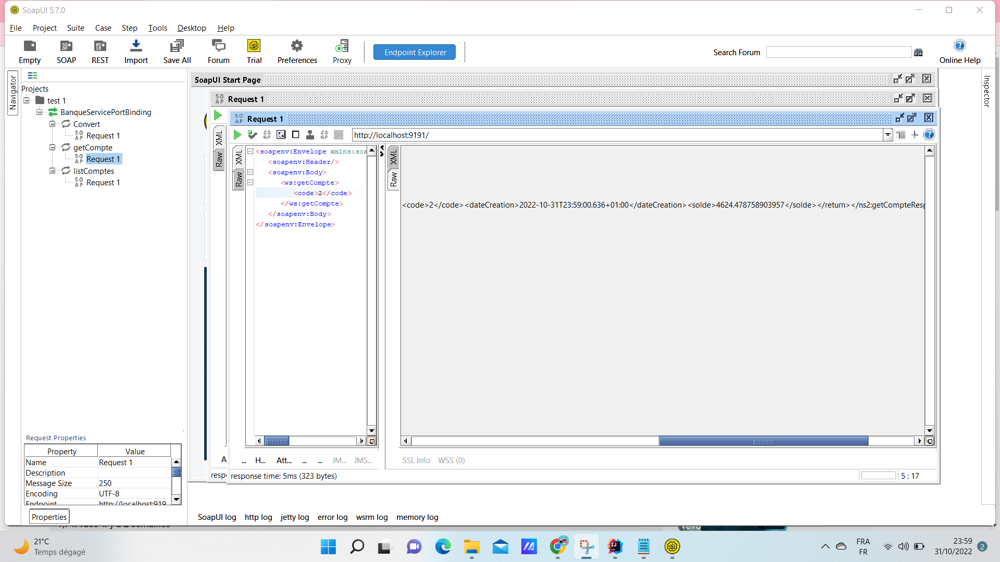 SoapUI 5.7.0
File Project Suite Case Step Tools Desktop Help
Empty SOAP REST Import Save All Forum Trial Preferences Proxy
Endpoint Explorer
Search Forum
Online Help
Navigator
Projects
test 1
BanqueServicePortBinding
Convert
Request 1
getCompte
Request 1
listComptes
Request 1
Request Properties
Property Value
Name Request 1
Description
Message Size 250
Encoding UTF-8
Endpoint http://localhost:919
Properties
SoapUI Start Page
Request 1
Request 1
XML
Raw
http://localhost:9191/
XML
Raw
<soapenv:Envelope xmlns:soa
<soapenv:Header/>
<soapenv:Body>
<ws:getCompte>
<code>2</code>
</ws:getCompte>
</soapenv:Body>
</soapenv:Envelope>
XML
Raw
<code>2</code><dateCreation>2022-10-31T23:59:00.636+01:00</dateCreation><solde>4624.478758903957</solde></return></ns2:getCompteResp
A ... H... Att... ... ... JM... JMS...
SSL Info WSS (0)
respo response time: 5ms (323 bytes)
5 : 17
Inspector
SoapUI log http log jetty log error log wsrm log memory log
21°C
Temps dégagé
FRA
FR
23:59
31/10/2022
2